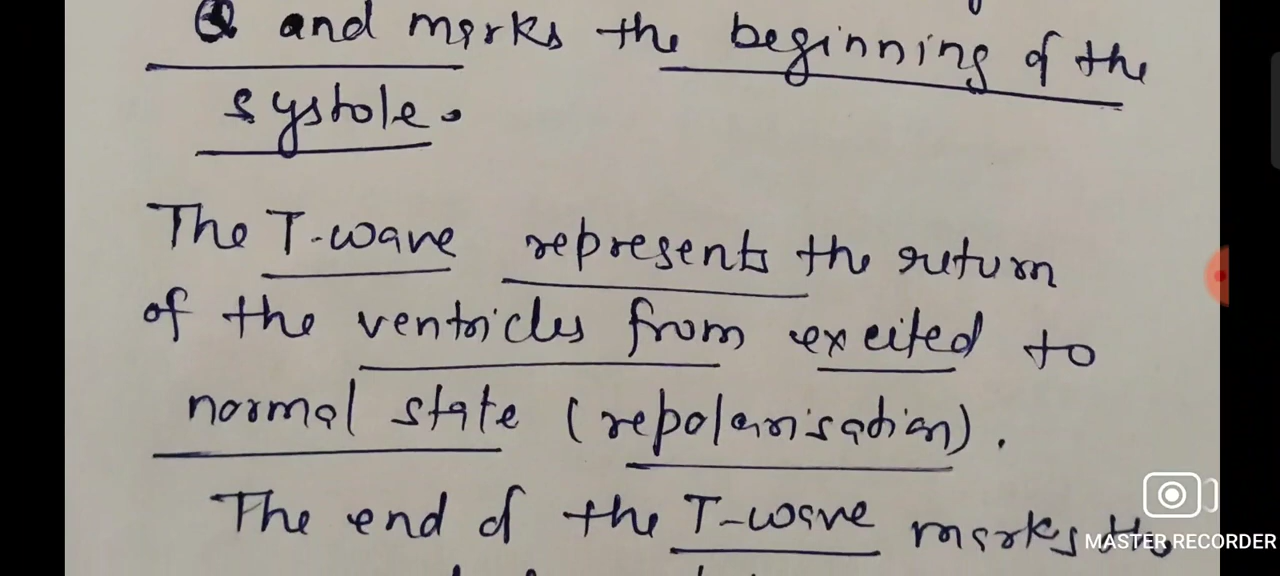 Q and marks the beginning of the
systole.
The T-wave represents the return
of the ventricles from excited to
normal state (repolarisation).
The end of the T-wave marks the
MASTER RECORDER